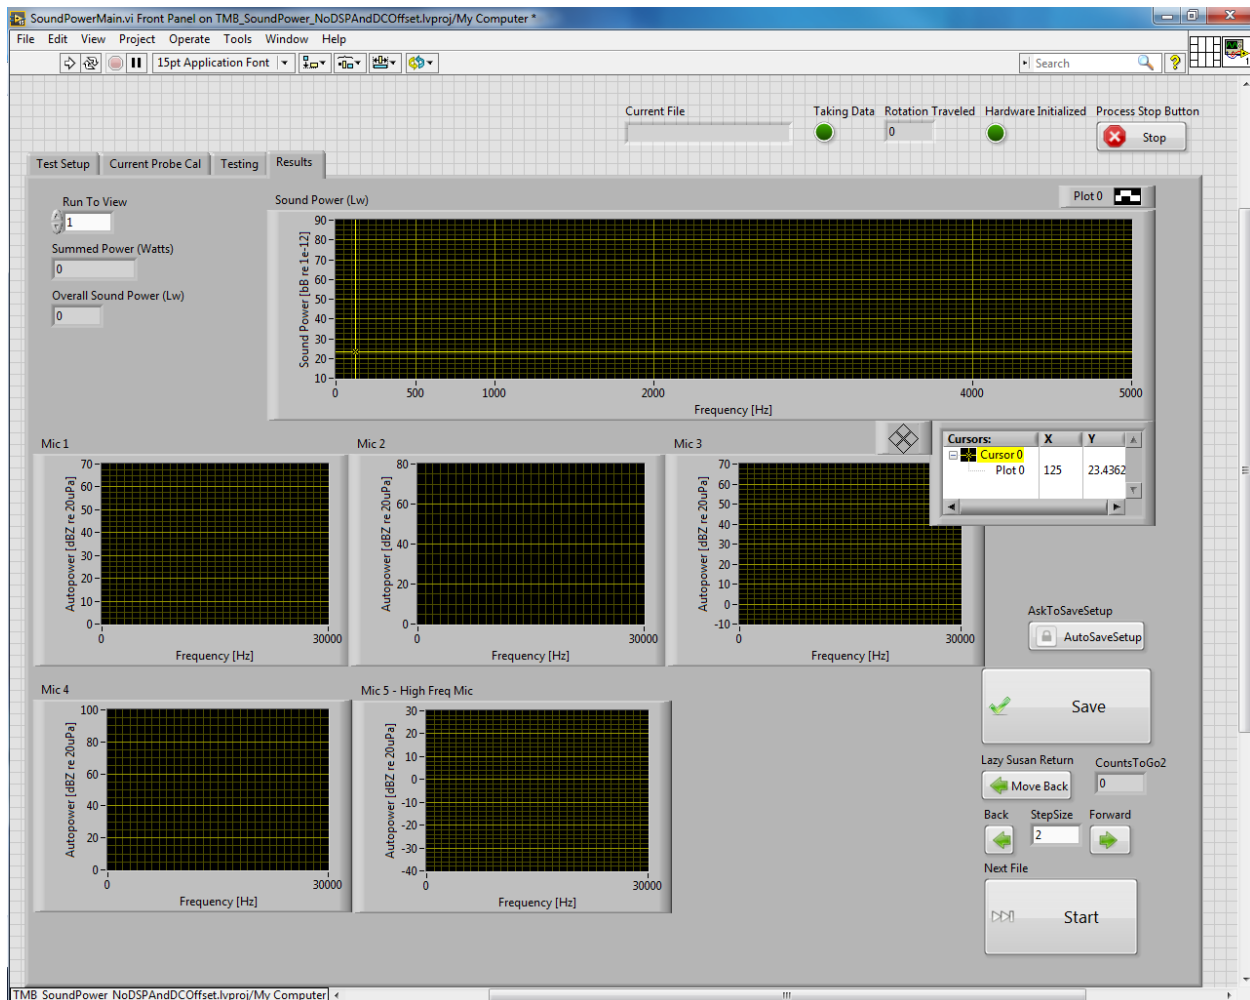 SoundPowerMain.vi Front Panel on TMB_SoundPower_NoDSPAndDCOffset.lvproj/My Computer *
File Edit View Project Operate Tools Window Help
15pt Application Font Search
Current File Taking Data Rotation Traveled Hardware Initialized Process Stop Button
0 Stop
Test Setup Current Probe Cal Testing Results
Run To View
1
Summed Power (Watts)
0
Overall Sound Power (Lw)
0
Sound Power (Lw) Plot 0
Sound Power [bB re 1e-12]
90
80
70
60
50
40
30
20
10
0 500 1000 2000 4000 5000
Frequency [Hz]
Cursors: X Y
Cursor 0
Plot 0 125 23.4362
Mic 1
Autopower [dBZ re 20uPa]
70
60
50
40
30
20
10
0
0 30000
Frequency [Hz]
Mic 2
Autopower [dBZ re 20uPa]
80
60
40
20
0
0 30000
Frequency [Hz]
Mic 3
Autopower [dBZ re 20uPa]
70
60
50
40
30
20
10
0
-10
0 30000
Frequency [Hz]
Mic 4
Autopower [dBZ re 20uPa]
100
80
60
40
20
0
0 30000
Frequency [Hz]
Mic 5 - High Freq Mic
Autopower [dBZ re 20uPa]
30
20
10
0
-10
-20
-30
-40
0 30000
Frequency [Hz]
AskToSaveSetup
AutoSaveSetup
Save
Lazy Susan Return CountsToGo2
Move Back 0
Back StepSize Forward
2
Next File
Start
TMB_SoundPower_NoDSPAndDCOffset.lvproj/My Computer